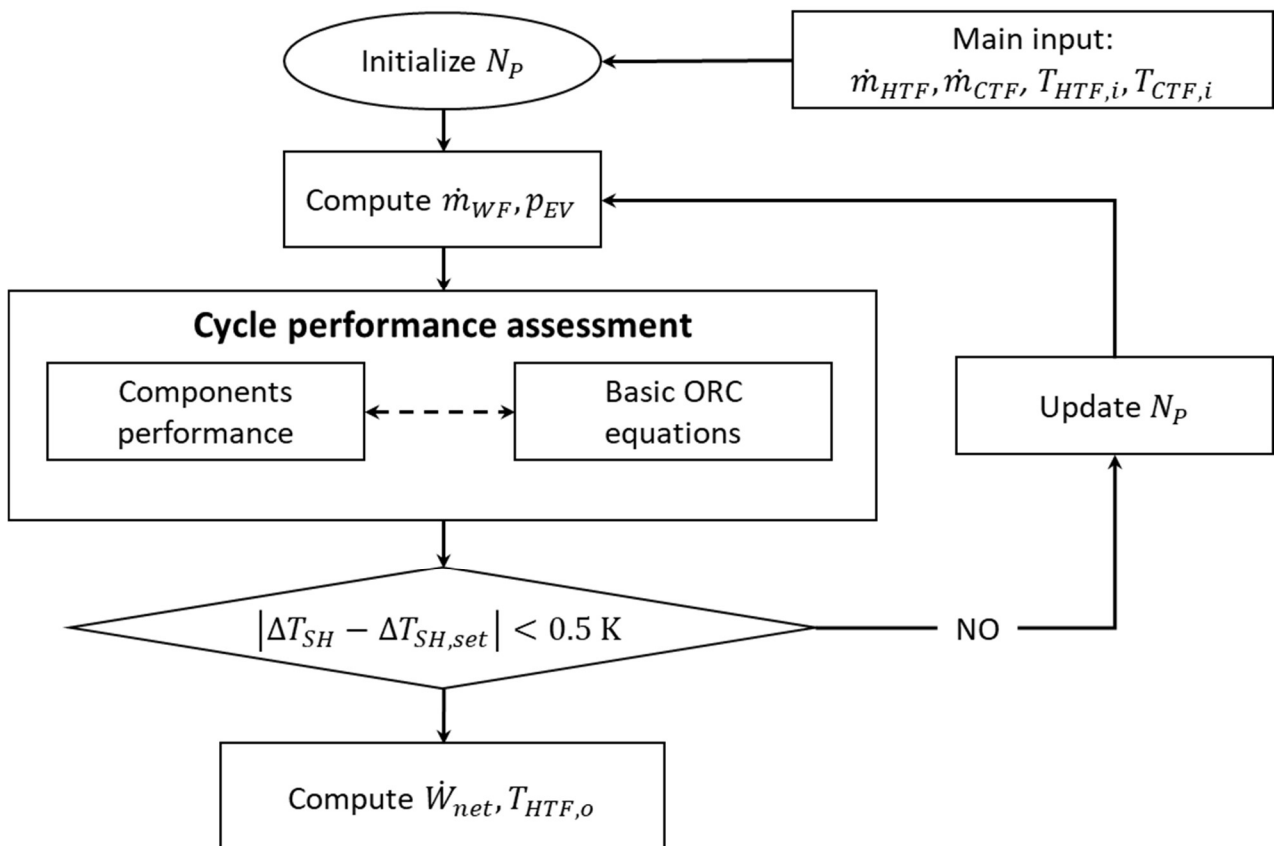 Main input:
Initialize N_P
ṁ_HTF, ṁ_CTF, T_HTF,i, T_CTF,i
Compute ṁ_WF, p_EV
Cycle performance assessment
Components
performance
Basic ORC
equations
Update N_P
|ΔT_SH − ΔT_SH,set| < 0.5 K
NO
Compute Ẇ_net, T_HTF,o